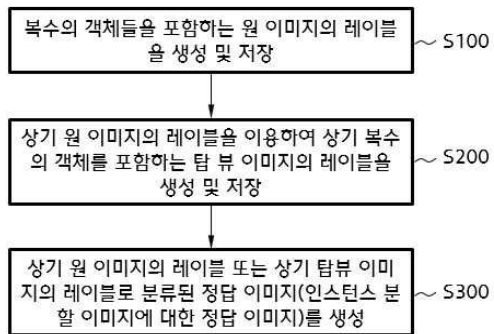 복수의 객체들을 포함하는 원 이미지의 레이블
을 생성 및 저장
S100
상기 원 이미지의 레이블을 이용하여 상기 복수
의 객체를 포함하는 탑 뷰 이미지의 레이블을
생성 및 저장
S200
상기 원 이미지의 레이블 또는 상기 탑뷰 이미
지의 레이블로 분류된 정답 이미지(인스턴스 분
할 이미지에 대한 정답 이미지)를 생성
S300